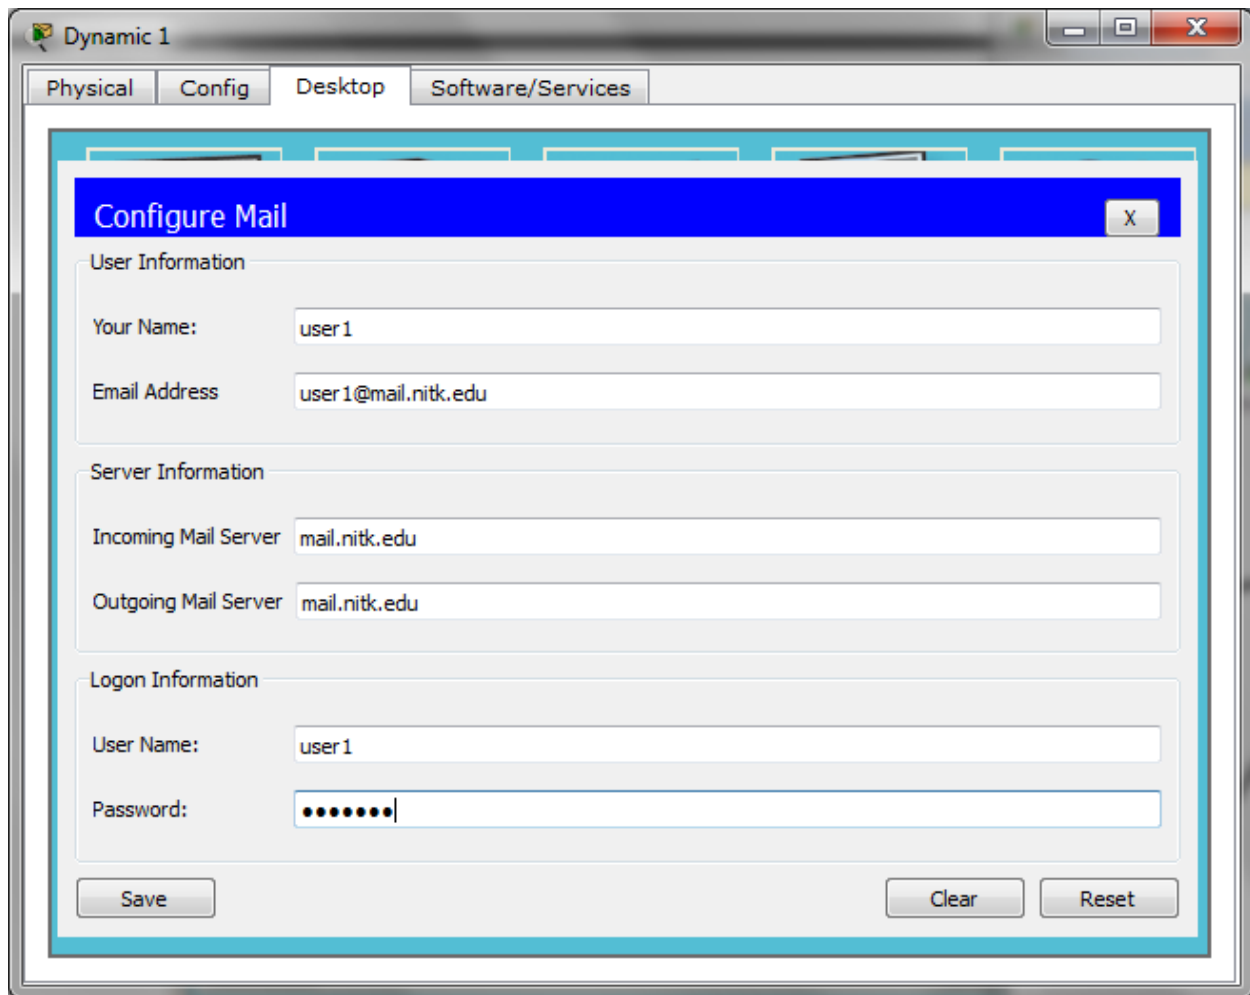 Dynamic 1
Physical Config Desktop Software/Services
Configure Mail X
User Information
Your Name: user1
Email Address user1@mail.nitk.edu
Server Information
Incoming Mail Server mail.nitk.edu
Outgoing Mail Server mail.nitk.edu
Logon Information
User Name: user1
Password: •••••••
Save Clear Reset